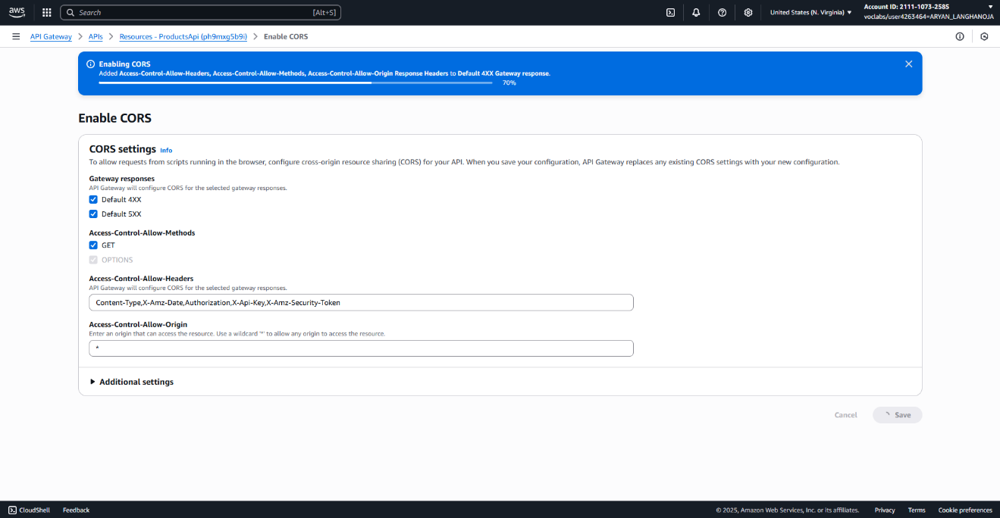 aws
Search
[Alt+S]
United States (N. Virginia)
Account ID: 2111-1073-2585
voclabs/user4263464=ARYAN_LANGHANOJA
API Gateway
APIs
Resources - ProductsApi (ph9mxg5b9i)
Enable CORS
Enabling CORS
Added Access-Control-Allow-Headers, Access-Control-Allow-Methods, Access-Control-Allow-Origin Response Headers to Default 4XX Gateway response.
70%
Enable CORS
CORS settings Info
To allow requests from scripts running in the browser, configure cross-origin resource sharing (CORS) for your API. When you save your configuration, API Gateway replaces any existing CORS settings with your new configuration.
Gateway responses
API Gateway will configure CORS for the selected gateway responses.
Default 4XX
Default 5XX
Access-Control-Allow-Methods
GET
OPTIONS
Access-Control-Allow-Headers
API Gateway will configure CORS for the selected gateway responses.
Content-Type,X-Amz-Date,Authorization,X-Api-Key,X-Amz-Security-Token
Access-Control-Allow-Origin
Enter an origin that can access the resource. Use a wildcard '*' to allow any origin to access the resource.
*
Additional settings
Cancel
Save
CloudShell
Feedback
© 2025, Amazon Web Services, Inc. or its affiliates.
Privacy
Terms
Cookie preferences